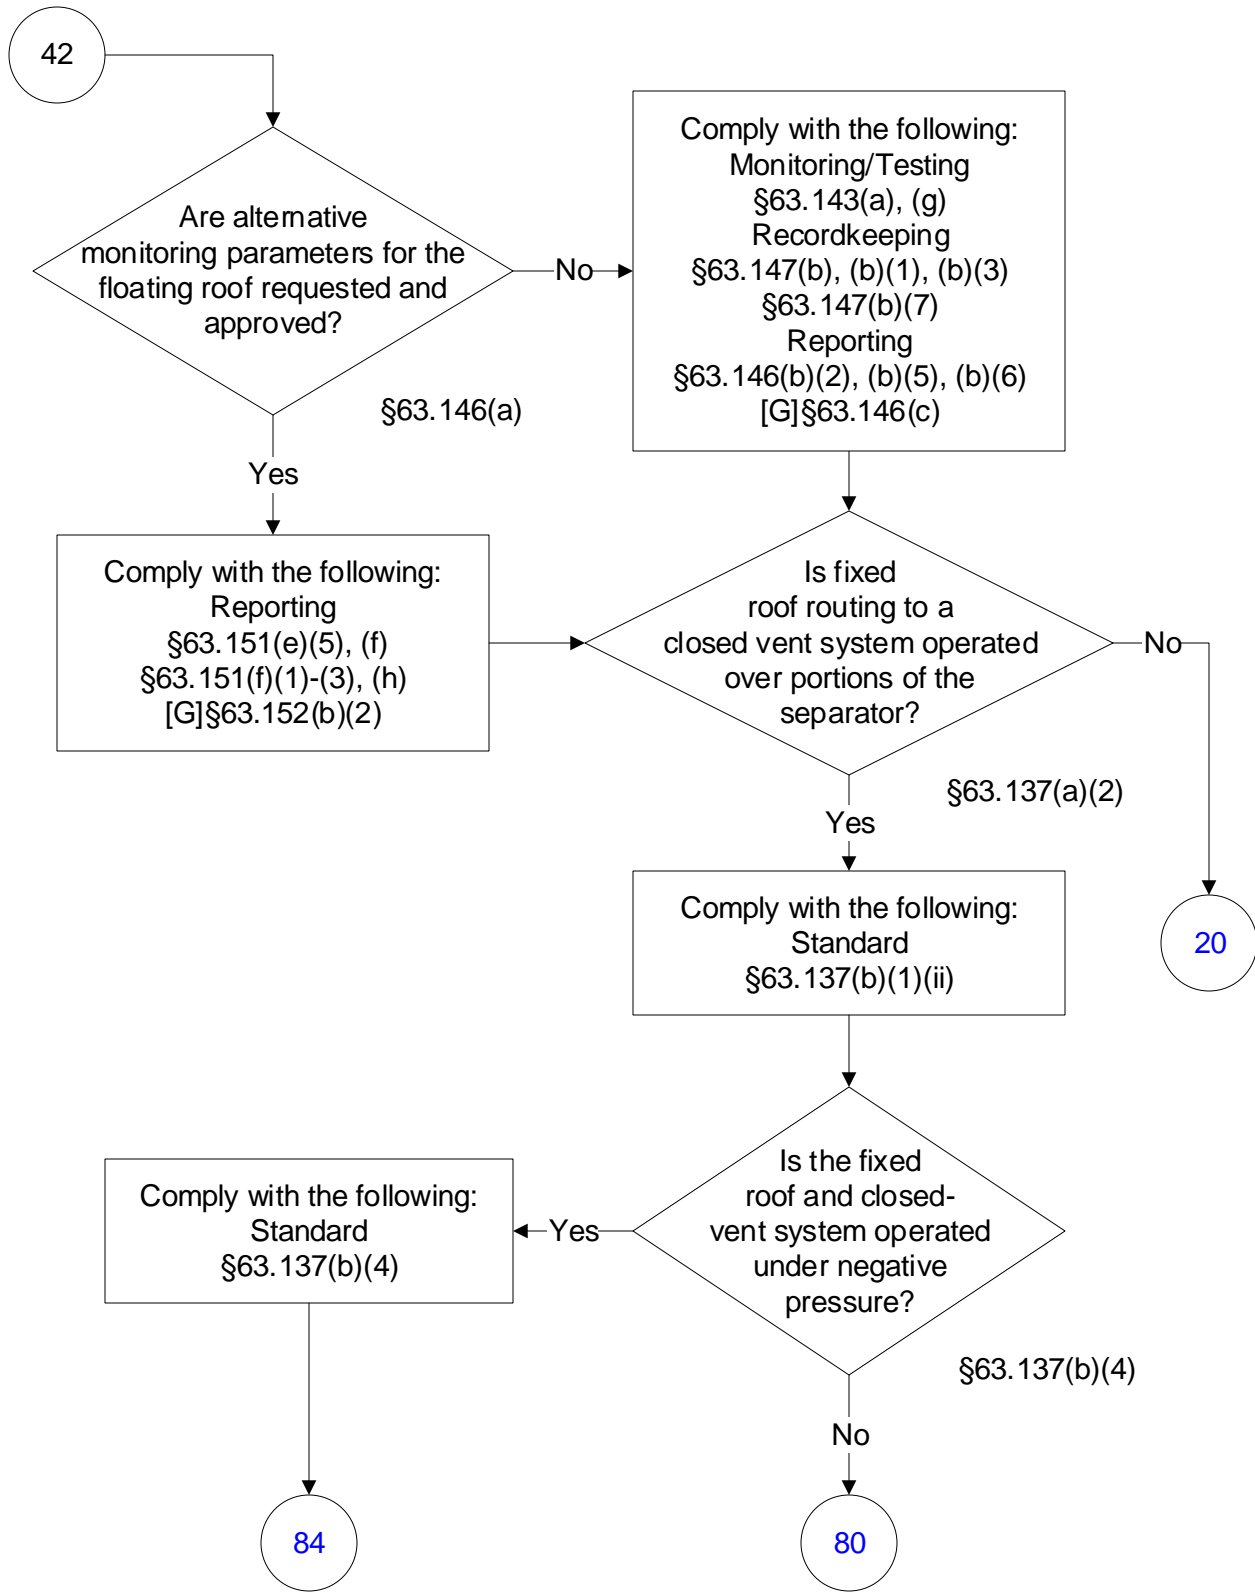 42
Are alternative
monitoring parameters for the
floating roof requested and
approved?
No
§63.146(a)
Yes
Comply with the following:
Monitoring/Testing
§63.143(a), (g)
Recordkeeping
§63.147(b), (b)(1), (b)(3)
§63.147(b)(7)
Reporting
§63.146(b)(2), (b)(5), (b)(6)
[G]§63.146(c)
Comply with the following:
Reporting
§63.151(e)(5), (f)
§63.151(f)(1)-(3), (h)
[G]§63.152(b)(2)
Is fixed
roof routing to a
closed vent system operated
over portions of the
separator?
No
§63.137(a)(2)
Yes
20
Comply with the following:
Standard
§63.137(b)(1)(ii)
Is the fixed
roof and closed-
vent system operated
under negative
pressure?
Yes
§63.137(b)(4)
No
Comply with the following:
Standard
§63.137(b)(4)
84
80